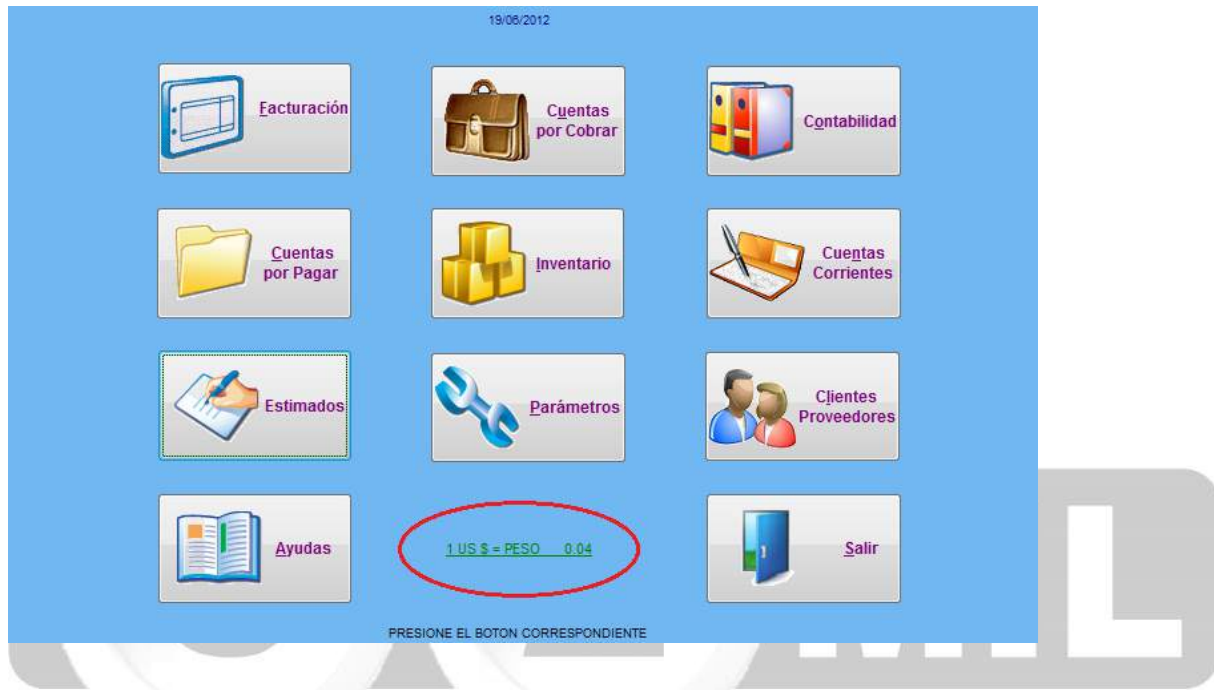 19/06/2012
Facturación
Cuentas
por Cobrar
Contabilidad
Cuentas
por Pagar
Inventario
Cuentas
Corrientes
Estimados
Parámetros
Clientes
Proveedores
Ayudas
1 US $ = PESO 0.04
Salir
PRESIONE EL BOTON CORRESPONDIENTE